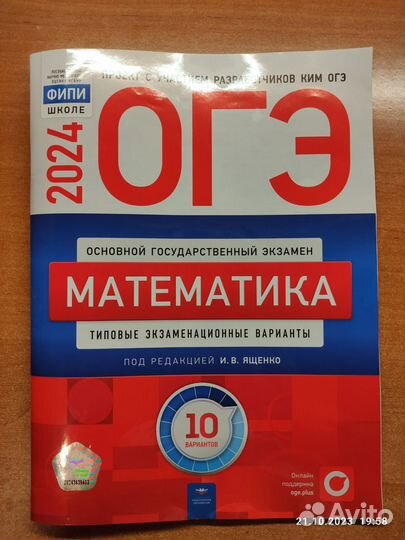 ПРОЕКТ С УЧАСТИЕМ РАЗРАБОТЧИКОВ КИМ ОГЭ
ФИПИ
ШКОЛЕ
2024
ОГЭ
ОСНОВНОЙ ГОСУДАРСТВЕННЫЙ ЭКЗАМЕН
МАТЕМАТИКА
ТИПОВЫЕ ЭКЗАМЕНАЦИОННЫЕ ВАРИАНТЫ
ПОД РЕДАКЦИЕЙ И. В. ЯЩЕНКО
10
ВАРИАНТОВ
Онлайн
поддержка
oge.plus
21.10.2023 19:58
Avito